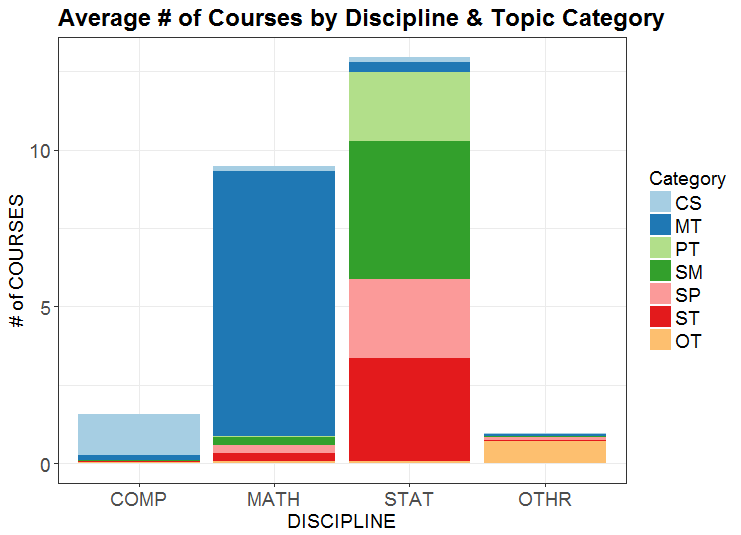 Average # of Courses by Discipline & Topic Category
# of COURSES
10
5
0
COMP
MATH
STAT
OTHR
DISCIPLINE
Category
CS
MT
PT
SM
SP
ST
OT